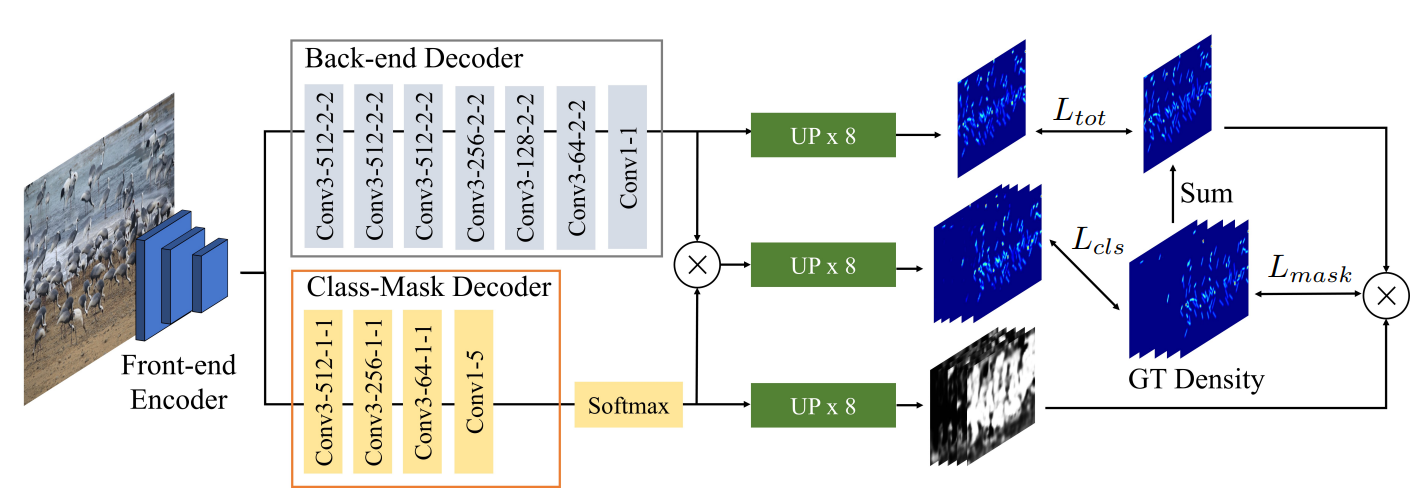 Back-end Decoder
Conv3-512-2-2
Conv3-512-2-2
Conv3-512-2-2
Conv3-256-2-2
Conv3-128-2-2
Conv3-64-2-2
Conv1-1
Class-Mask Decoder
Conv3-512-1-1
Conv3-256-1-1
Conv3-64-1-1
Conv1-5
Front-end
Encoder
Softmax
UP x 8
UP x 8
UP x 8
L_{tot}
Sum
L_{cls}
L_{mask}
GT Density